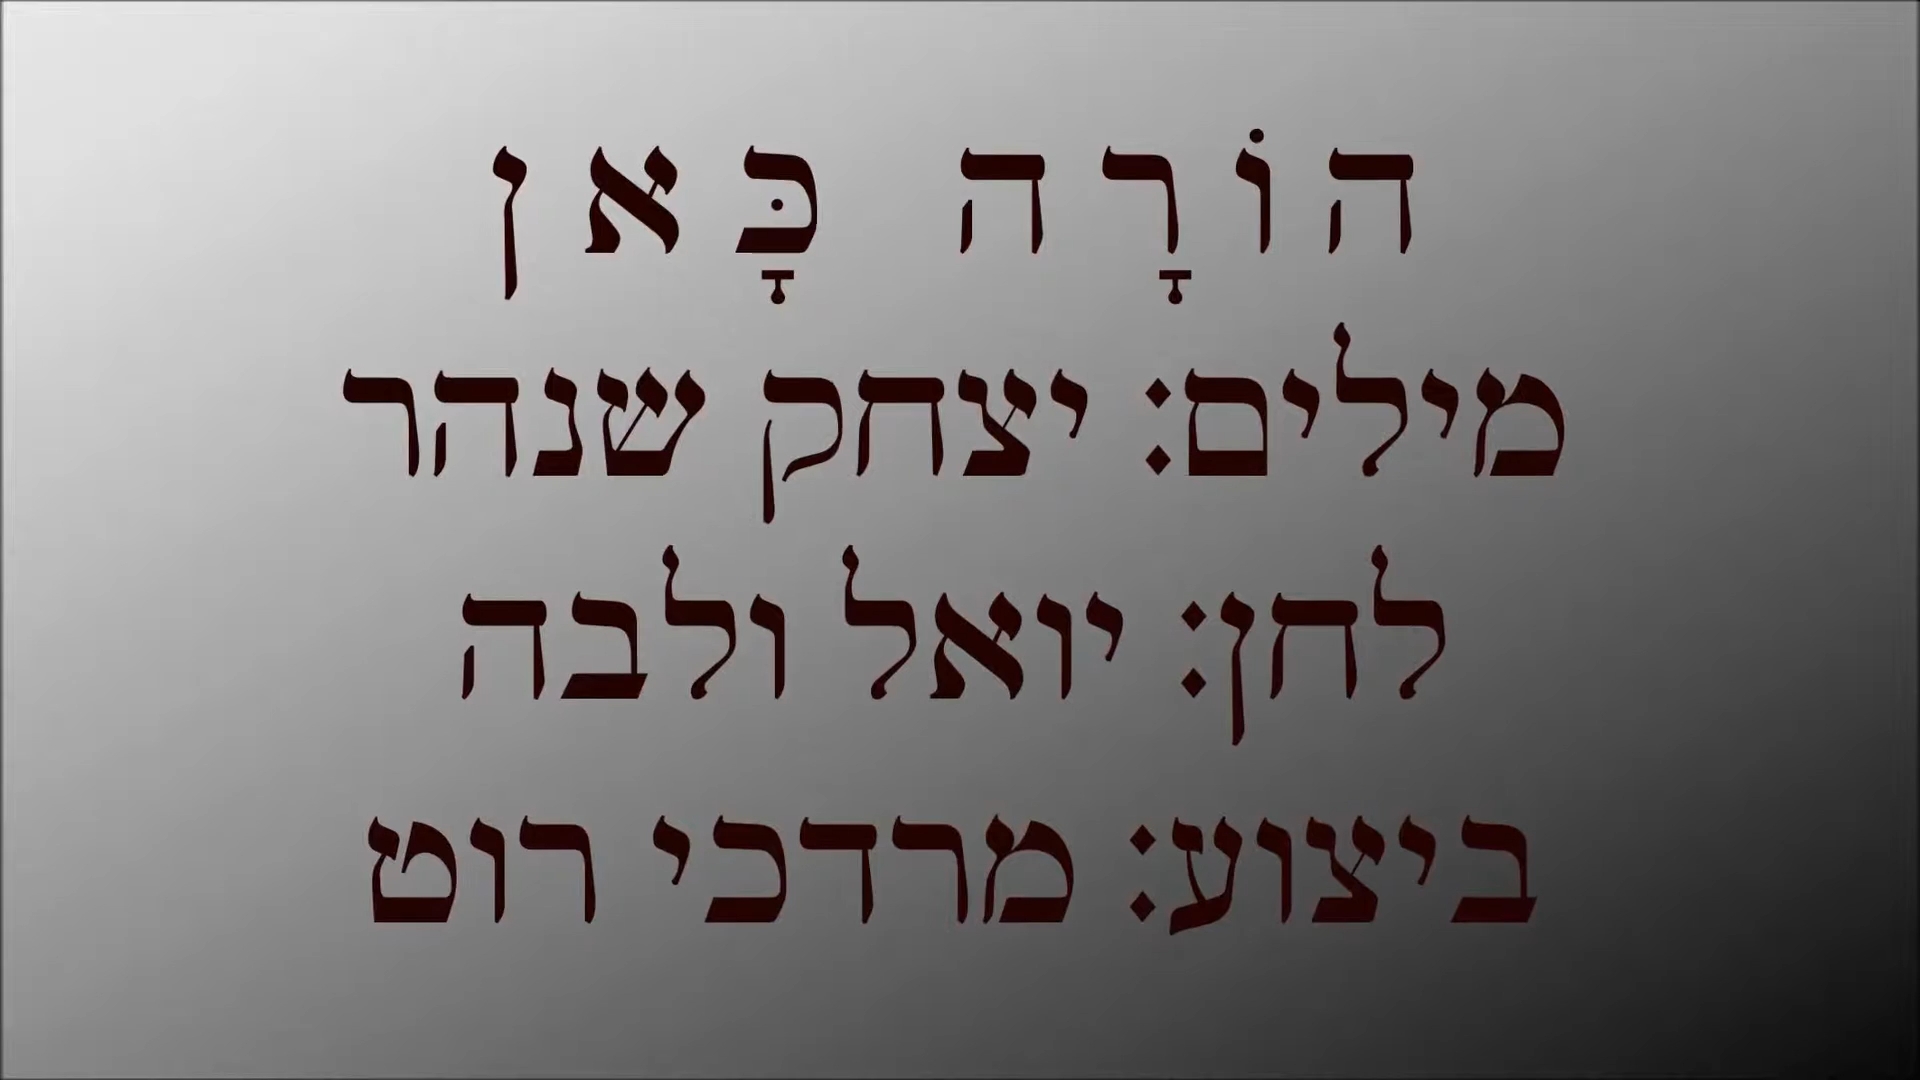 הוֹרָה כָּאן
מילים: יצחק שנהר
לחן: יואל ולבה
ביצוע: מרדכי רוט